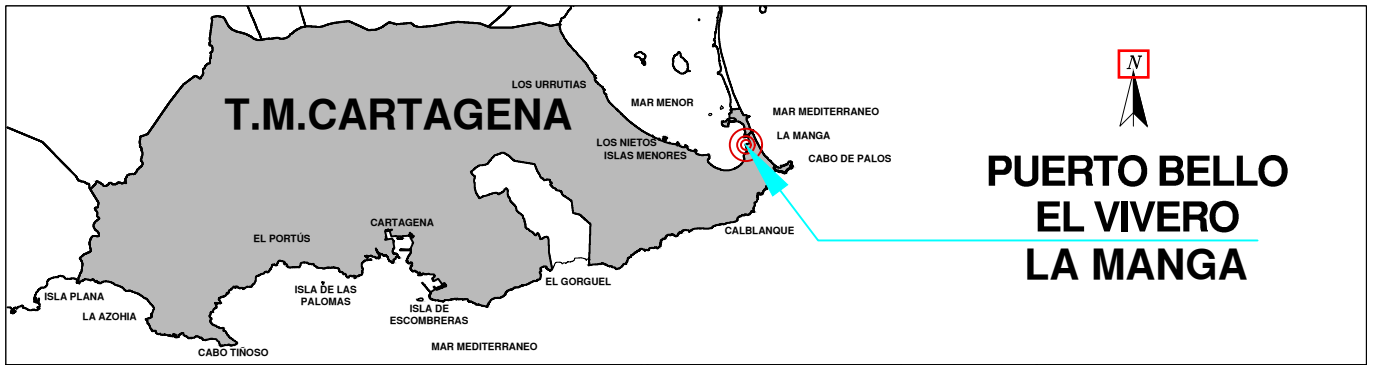 LOS URRUTIAS
T.M.CARTAGENA
MAR MENOR
MAR MEDITERRANEO
LA MANGA
LOS NIETOS
ISLAS MENORES
CABO DE PALOS
CARTAGENA
CALBLANQUE
EL PORTÚS
EL GORGUEL
ISLA PLANA
ISLA DE LAS
PALOMAS
LA AZOHIA
ISLA DE
ESCOMBRERAS
CABO TIÑOSO
MAR MEDITERRANEO
N
PUERTO BELLO
EL VIVERO
LA MANGA